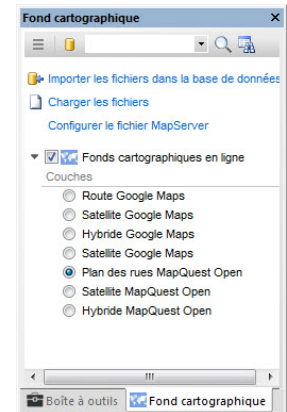 Fond cartographique
Importer les fichiers dans la base de données
Charger les fichiers
Configurer le fichier MapServer
Fonds cartographiques en ligne
Couches
Route Google Maps
Satellite Google Maps
Hybride Google Maps
Satellite Google Maps
Plan des rues MapQuest Open
Satellite MapQuest Open
Hybride MapQuest Open
Boîte à outils
Fond cartographique